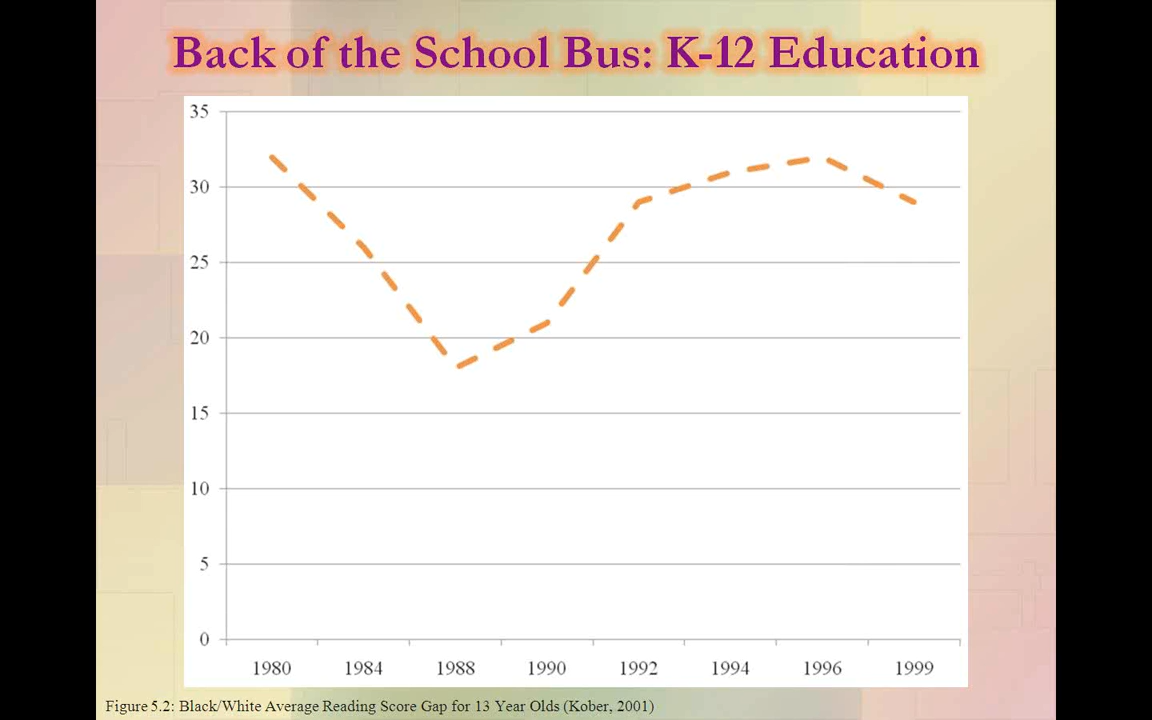 Back of the School Bus: K-12 Education
35
30
25
20
15
10
5
0
1980 1984 1988 1990 1992 1994 1996 1999
Figure 5.2: Black/White Average Reading Score Gap for 13 Year Olds (Kober, 2001)